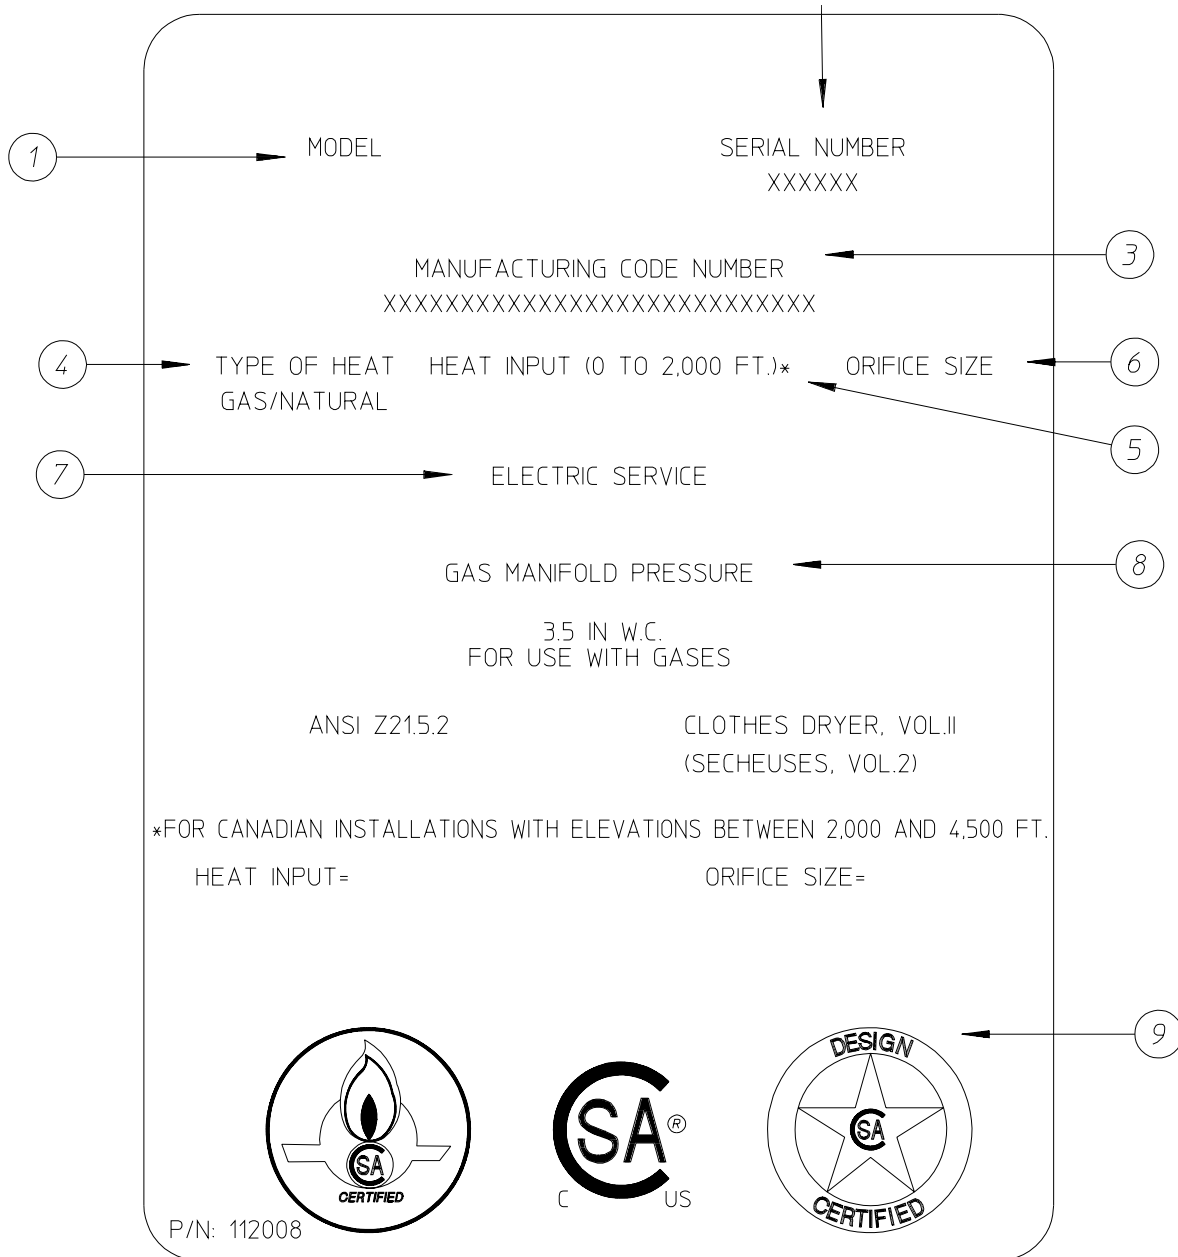 1
MODEL SERIAL NUMBER
XXXXXX
3
MANUFACTURING CODE NUMBER
XXXXXXXXXXXXXXXXXXXXXXXXXXXX
4 TYPE OF HEAT HEAT INPUT (0 TO 2,000 FT.)* ORIFICE SIZE 6
GAS/NATURAL
5
7 ELECTRIC SERVICE
GAS MANIFOLD PRESSURE 8
3.5 IN W.C.
FOR USE WITH GASES
ANSI Z21.5.2 CLOTHES DRYER, VOL.II
(SECHEUSES, VOL.2)
*FOR CANADIAN INSTALLATIONS WITH ELEVATIONS BETWEEN 2,000 AND 4,500 FT.
HEAT INPUT= ORIFICE SIZE=
9
DESIGN
CSA
CERTIFIED
CSA ®
C US
CSA
CERTIFIED
P/N: 112008